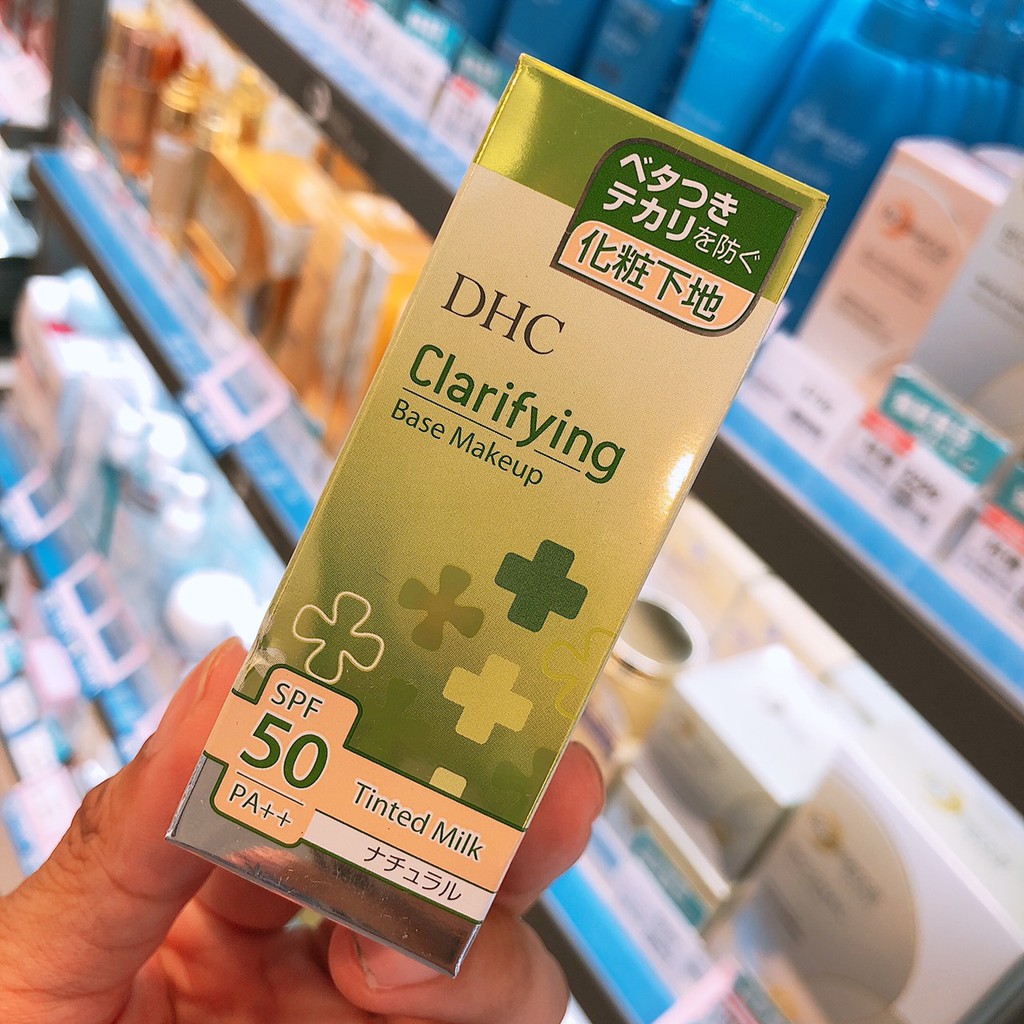 ベタつき
テカリを防ぐ
化粧下地
DHC
Clarifying
Base Makeup
SPF
50
PA++
Tinted Milk
ナチュラル